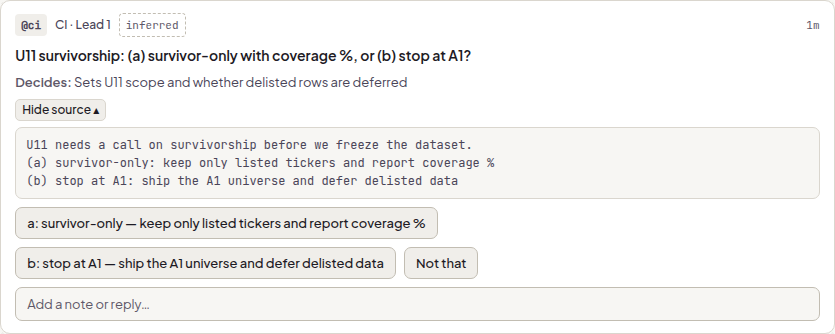 @ci CI · Lead 1 inferred 1m
U11 survivorship: (a) survivor-only with coverage %, or (b) stop at A1?
Decides: Sets U11 scope and whether delisted rows are deferred
Hide source ▴
U11 needs a call on survivorship before we freeze the dataset.
(a) survivor-only: keep only listed tickers and report coverage %
(b) stop at A1: ship the A1 universe and defer delisted data
a: survivor-only — keep only listed tickers and report coverage %
b: stop at A1 — ship the A1 universe and defer delisted data Not that
Add a note or reply...